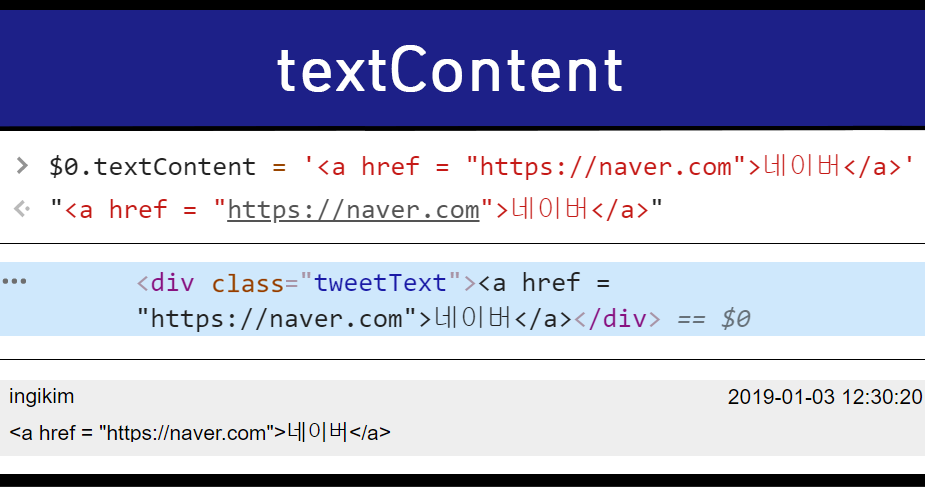 textContent
> $0.textContent = '<a href = "https://naver.com">네이버</a>'
<· "<a href = "https://naver.com">네이버</a>"
··· <div class="tweetText"><a href =
"https://naver.com">네이버</a></div> == $0
ingikim 2019-01-03 12:30:20
<a href = "https://naver.com">네이버</a>